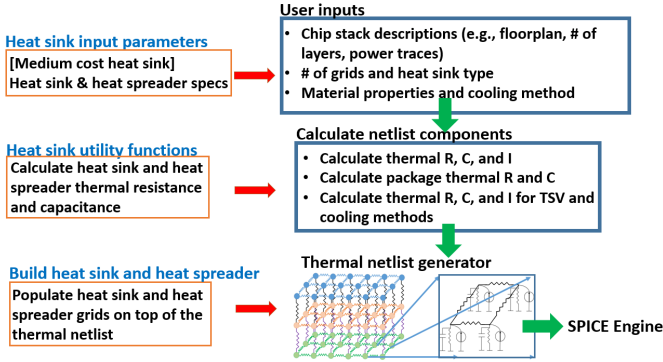 User inputs
Heat sink input parameters
[Medium cost heat sink]
Heat sink & heat spreader specs
• Chip stack descriptions (e.g., floorplan, # of
layers, power traces)
• # of grids and heat sink type
• Material properties and cooling method
Calculate netlist components
Heat sink utility functions
Calculate heat sink and heat
spreader thermal resistance
and capacitance
• Calculate thermal R, C, and I
• Calculate package thermal R and C
• Calculate thermal R, C, and I for TSV and
cooling methods
Thermal netlist generator
Build heat sink and heat spreader
Populate heat sink and heat
spreader grids on top of the
thermal netlist
SPICE Engine